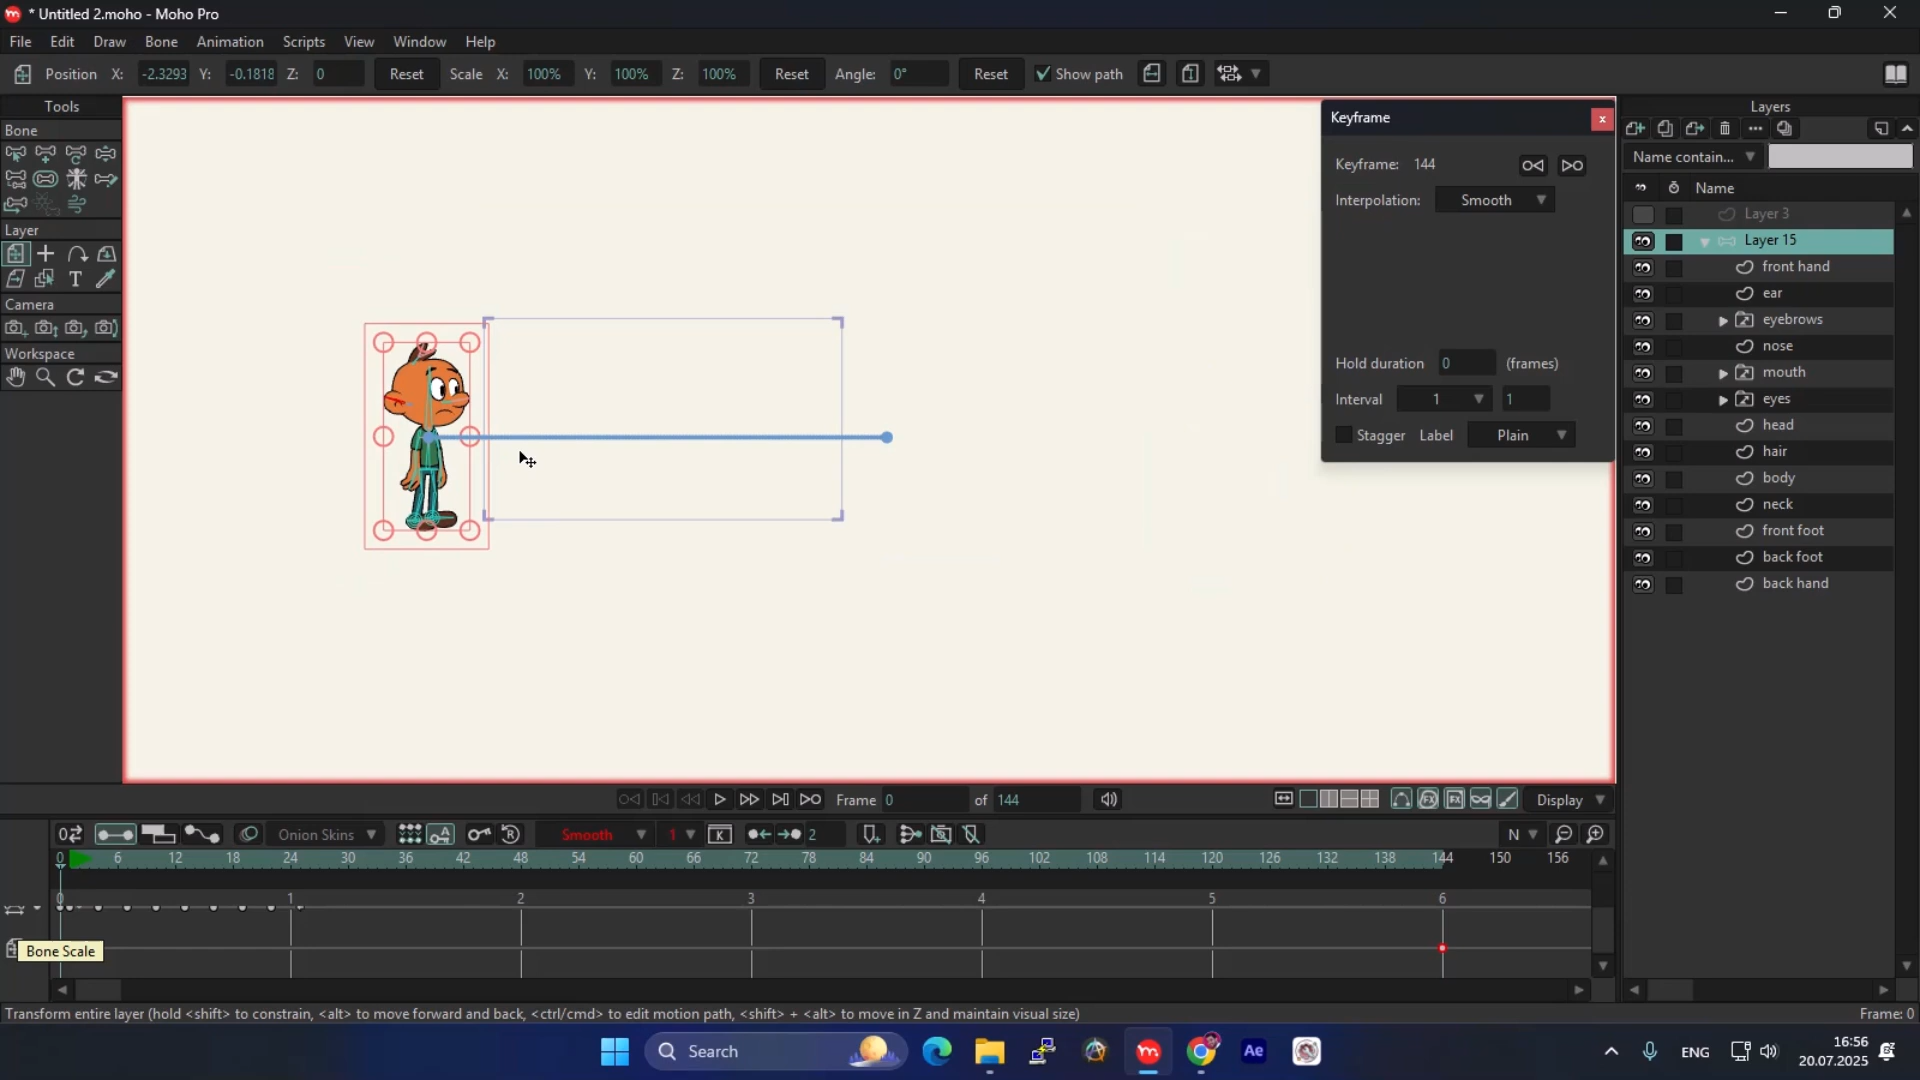 * Untitled 2.moho - Moho Pro
File Edit Draw Bone Animation Scripts View Window Help
Position X: -2.3293 Y: -0.1818 Z: 0 Reset Scale X: 100% Y: 100% Z: 100% Reset Angle: 0° Reset Show path
Tools
Bone
Layer
Camera
Workspace
Keyframe x
Keyframe: 144
Interpolation: Smooth
Hold duration 0 (frames)
Interval 1 1
Stagger Label Plain
Layers
Name contain...
Name
Layer 3
Layer 15
front hand
ear
eyebrows
nose
mouth
eyes
head
hair
body
neck
front foot
back foot
back hand
Frame 0 of 144 Display
Onion Skins Smooth 1 K 2 N
0 6 12 18 24 30 36 42 48 54 60 66 72 78 84 90 96 102 108 114 120 126 132 138 144 150 156
0 1 2 3 4 5 6
Bone Scale
Transform entire layer (hold <shift> to constrain, <alt> to move forward and back, <ctrl/cmd> to edit motion path, <shift> + <alt> to move in Z and maintain visual size) Frame: 0
Search Ae ENG 16:56
20.07.2025